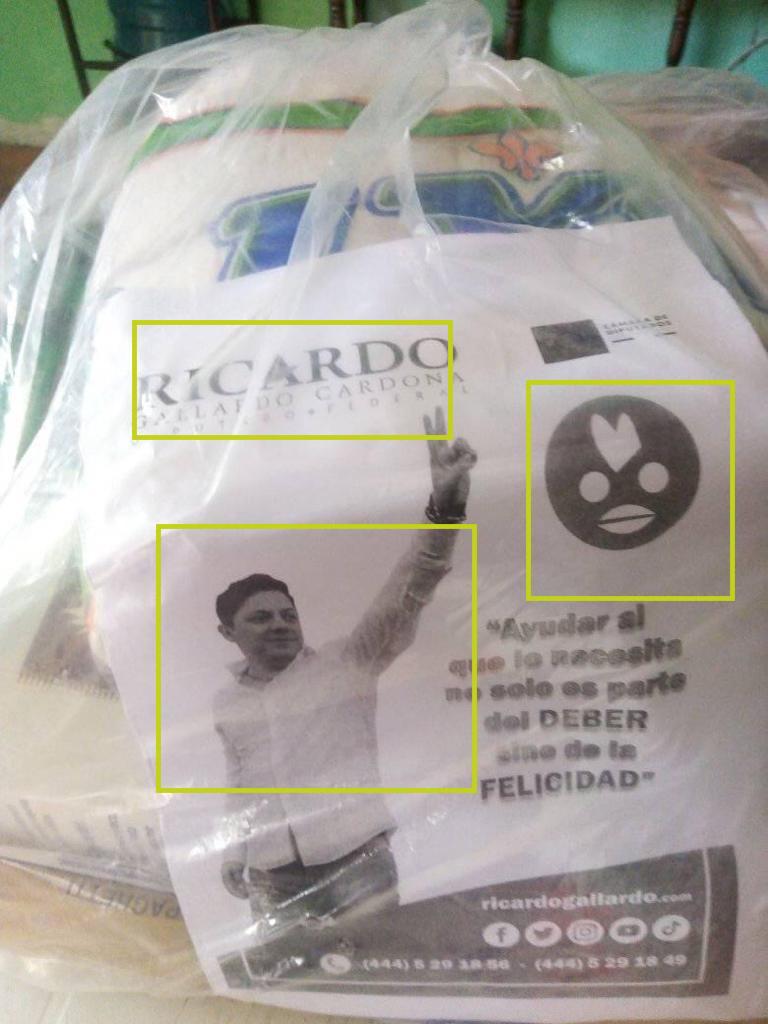 RICARDO
GALLARDO CARDONA
DIPUTADO FEDERAL
CÁMARA DE
DIPUTADOS
"Ayudar al
que lo necesita
no solo es parte
del DEBER
sino de la
FELICIDAD"
ricardogallardo.com
(444) 5 29 18 56 - (444) 5 29 18 49